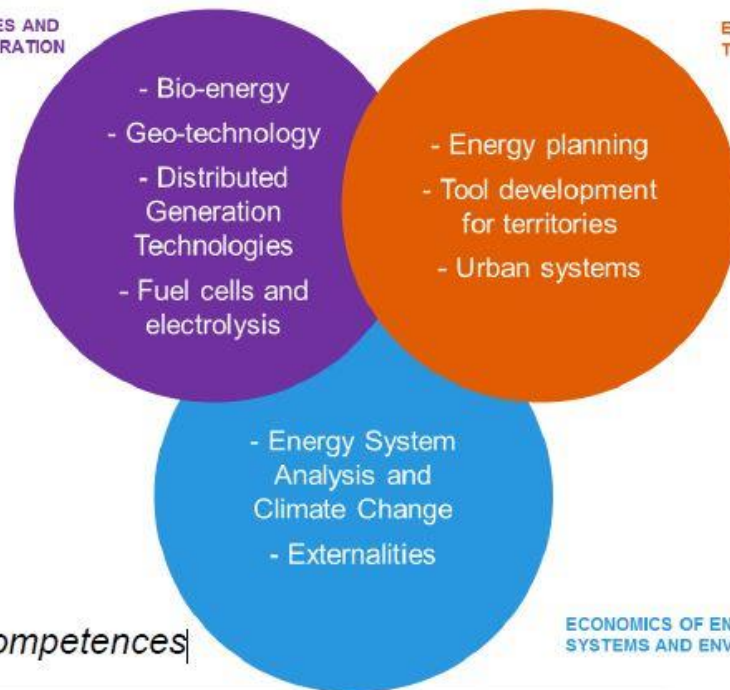 ES AND
RATION
E
T
- Bio-energy
- Geo-technology
- Distributed
Generation
Technologies
- Fuel cells and
electrolysis
- Energy planning
- Tool development
for territories
- Urban systems
- Energy System
Analysis and
Climate Change
- Externalities
ompetences
ECONOMICS OF EN
SYSTEMS AND ENV